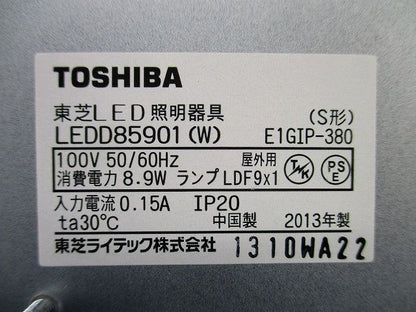 TOSHIBA
東芝LED照明器具 (S形)
LEDD85901(W) E1GIP-380
100V 50/60Hz 屋外用
消費電力 8.9W ランプ LDF9x1
PS E
入力電流 0.15A IP20
ta30℃ 中国製 2013年製
東芝ライテック株式会社 1310WA22